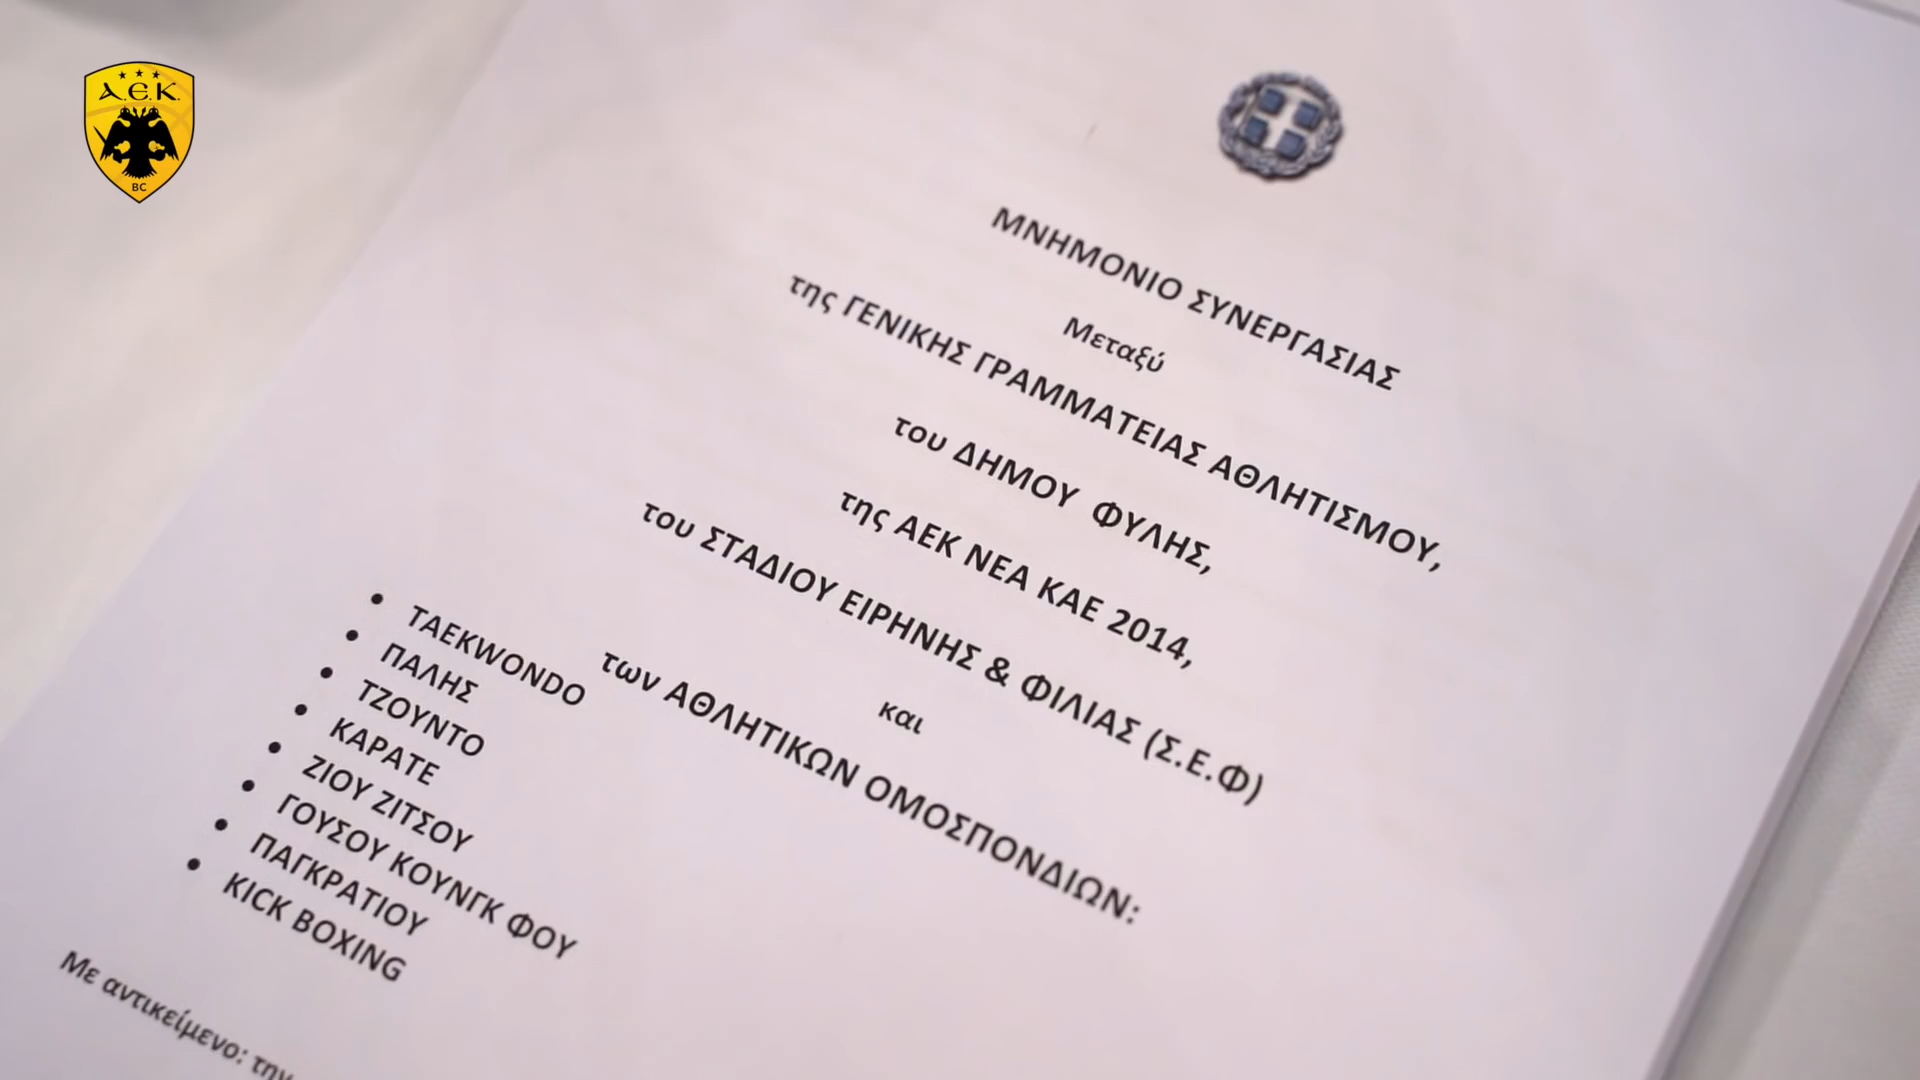 Α.Ε.Κ.
BC
ΜΝΗΜΟΝΙΟ ΣΥΝΕΡΓΑΣΙΑΣ
Μεταξύ
της ΓΕΝΙΚΗΣ ΓΡΑΜΜΑΤΕΙΑΣ ΑΘΛΗΤΙΣΜΟΥ,
του ΔΗΜΟΥ ΦΥΛΗΣ,
της ΑΕΚ ΝΕΑ ΚΑΕ 2014,
του ΣΤΑΔΙΟΥ ΕΙΡΗΝΗΣ & ΦΙΛΙΑΣ (Σ.Ε.Φ)
και
των ΑΘΛΗΤΙΚΩΝ ΟΜΟΣΠΟΝΔΙΩΝ:
• TAEKWONDO
• ΠΑΛΗΣ
• ΤΖΟΥΝΤΟ
• ΚΑΡΑΤΕ
• ΖΙΟΥ ΖΙΤΣΟΥ
• ΓΟΥΣΟΥ ΚΟΥΝΓΚ ΦΟΥ
• ΠΑΓΚΡΑΤΙΟΥ
• KICK BOXING
Με αντικείμενο: την